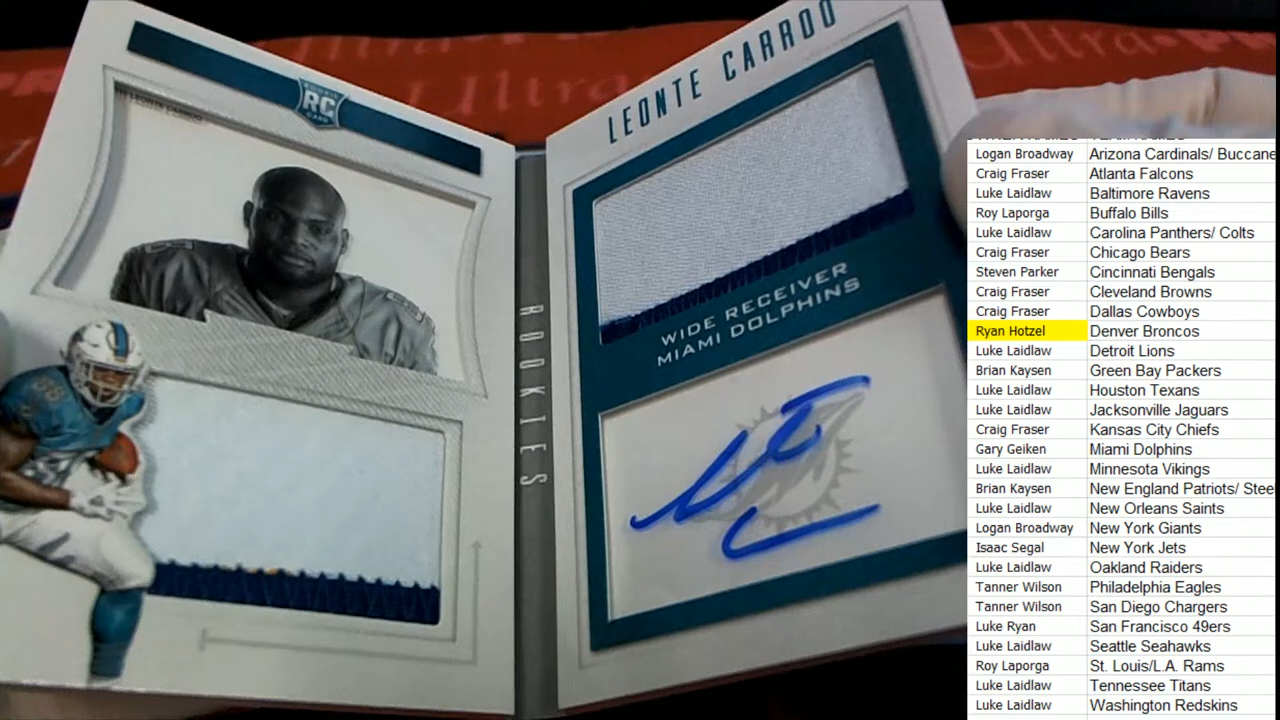 Ultra PRO
ROOKIE
RC
CARD
LEONTE CARROO
LEONTE CARROO
ROOKIES
WIDE RECEIVER
MIAMI DOLPHINS
Logan Broadway Arizona Cardinals/ Buccane
Craig Fraser Atlanta Falcons
Luke Laidlaw Baltimore Ravens
Roy Laporga Buffalo Bills
Luke Laidlaw Carolina Panthers/ Colts
Craig Fraser Chicago Bears
Steven Parker Cincinnati Bengals
Craig Fraser Cleveland Browns
Craig Fraser Dallas Cowboys
Ryan Hotzel Denver Broncos
Luke Laidlaw Detroit Lions
Brian Kaysen Green Bay Packers
Luke Laidlaw Houston Texans
Luke Laidlaw Jacksonville Jaguars
Craig Fraser Kansas City Chiefs
Gary Geiken Miami Dolphins
Luke Laidlaw Minnesota Vikings
Brian Kaysen New England Patriots/ Stee
Luke Laidlaw New Orleans Saints
Logan Broadway New York Giants
Isaac Segal New York Jets
Luke Laidlaw Oakland Raiders
Tanner Wilson Philadelphia Eagles
Tanner Wilson San Diego Chargers
Luke Ryan San Francisco 49ers
Luke Laidlaw Seattle Seahawks
Roy Laporga St. Louis/L.A. Rams
Luke Laidlaw Tennessee Titans
Luke Laidlaw Washington Redskins